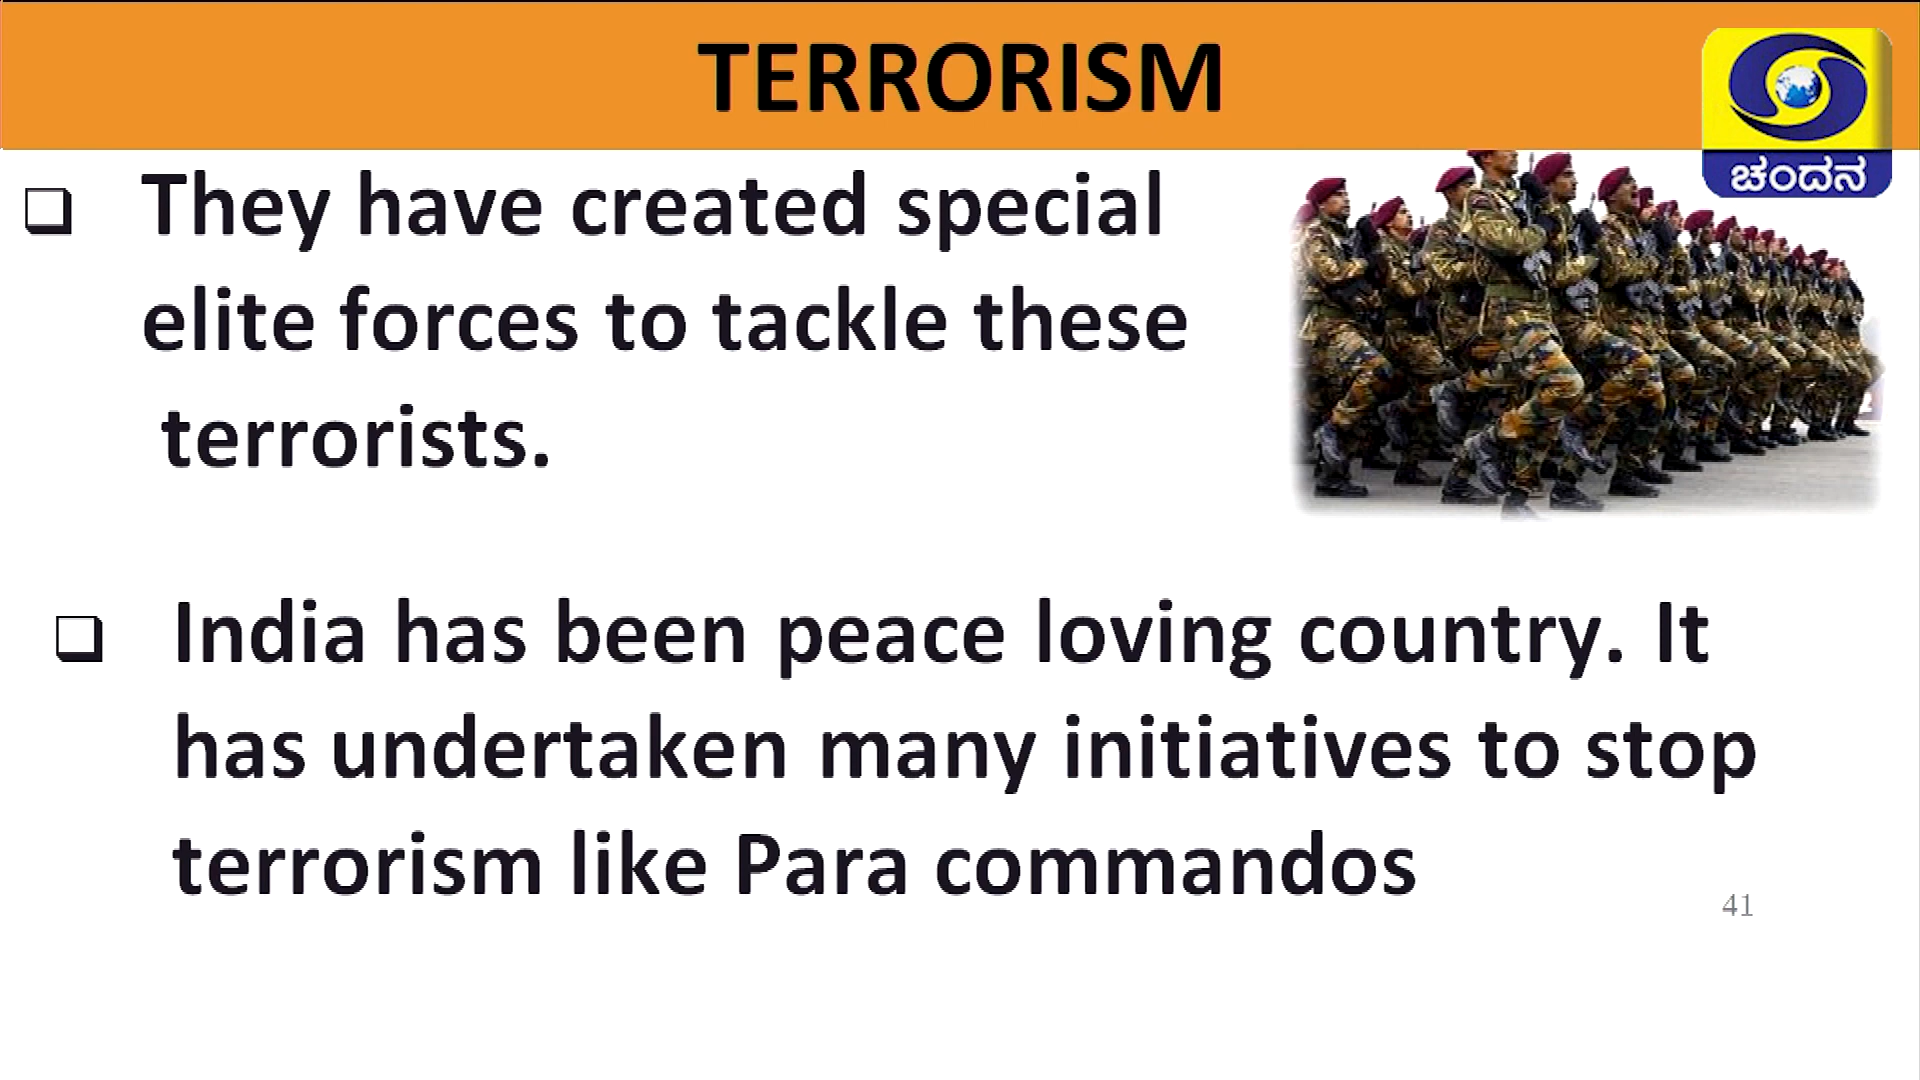 TERRORISM
ಚಂದನ
They have created special
elite forces to tackle these
terrorists.
India has been peace loving country. It
has undertaken many initiatives to stop
terrorism like Para commandos
41